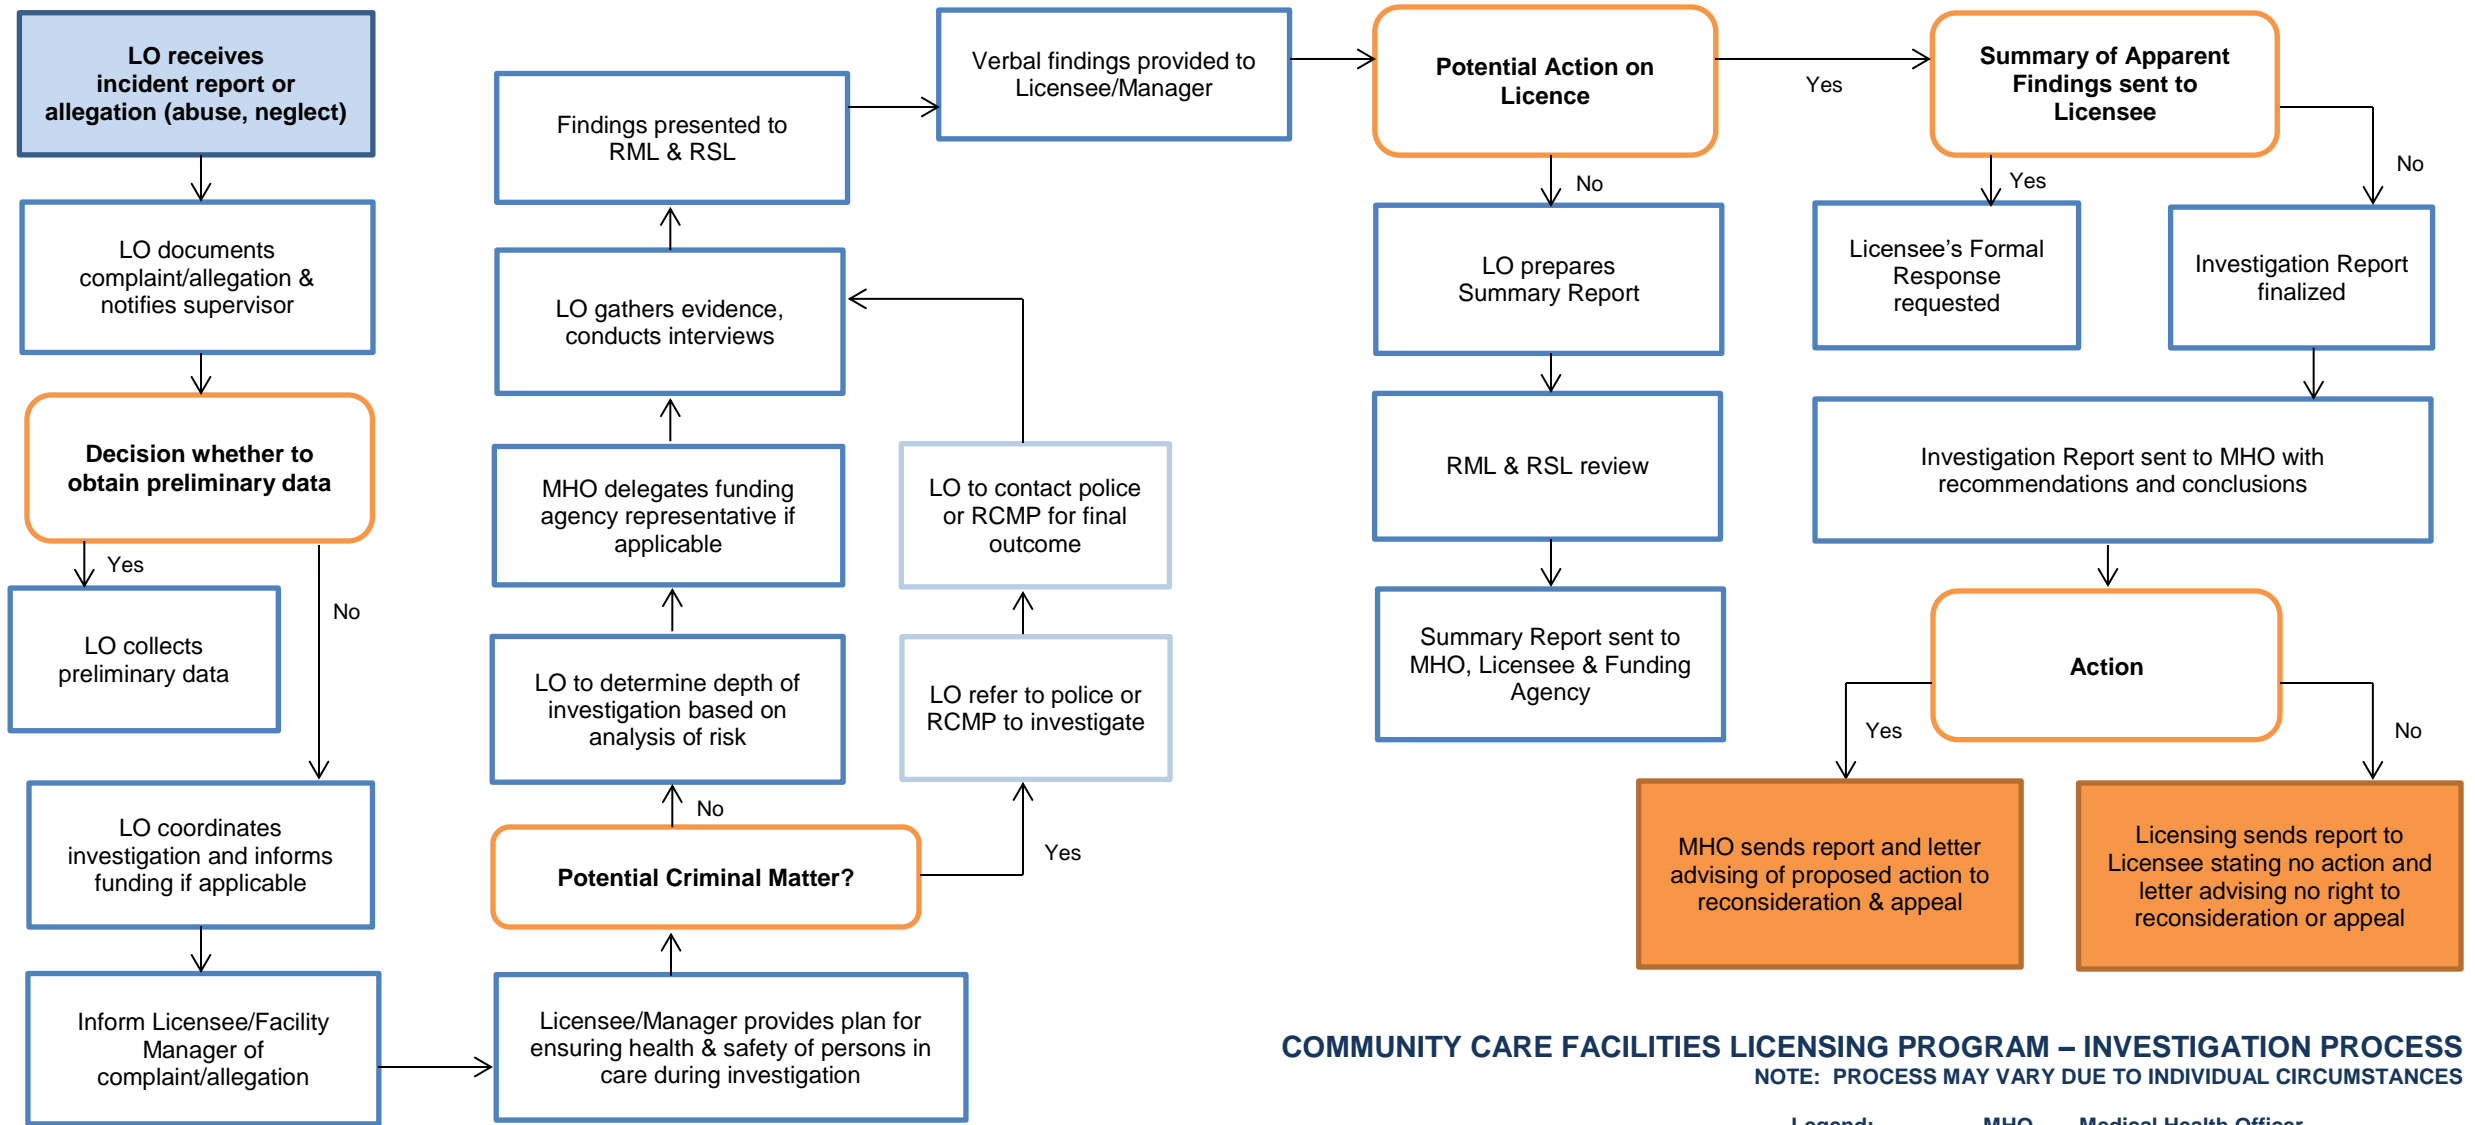 LO receives
incident report or
allegation (abuse, neglect)
LO documents
complaint/allegation &
notifies supervisor
Decision whether to
obtain preliminary data
Yes
No
LO collects
preliminary data
LO coordinates
investigation and informs
funding if applicable
Inform Licensee/Facility
Manager of
complaint/allegation
Licensee/Manager provides plan for
ensuring health & safety of persons in
care during investigation
Potential Criminal Matter?
No
Yes
LO to determine depth of
investigation based on
analysis of risk
MHO delegates funding
agency representative if
applicable
LO refer to police or
RCMP to investigate
LO to contact police
or RCMP for final
outcome
LO gathers evidence,
conducts interviews
Findings presented to
RML & RSL
Verbal findings provided to
Licensee/Manager
Potential Action on
Licence
Yes
No
LO prepares
Summary Report
RML & RSL review
Summary Report sent to
MHO, Licensee & Funding
Agency
Summary of Apparent
Findings sent to
Licensee
Yes
No
Licensee’s Formal
Response
requested
Investigation Report
finalized
Investigation Report sent to MHO with
recommendations and conclusions
Action
Yes
No
MHO sends report and letter
advising of proposed action to
reconsideration & appeal
Licensing sends report to
Licensee stating no action and
letter advising no right to
reconsideration or appeal
COMMUNITY CARE FACILITIES LICENSING PROGRAM – INVESTIGATION PROCESS
NOTE: PROCESS MAY VARY DUE TO INDIVIDUAL CIRCUMSTANCES
Legend: MHO Medical Health Officer